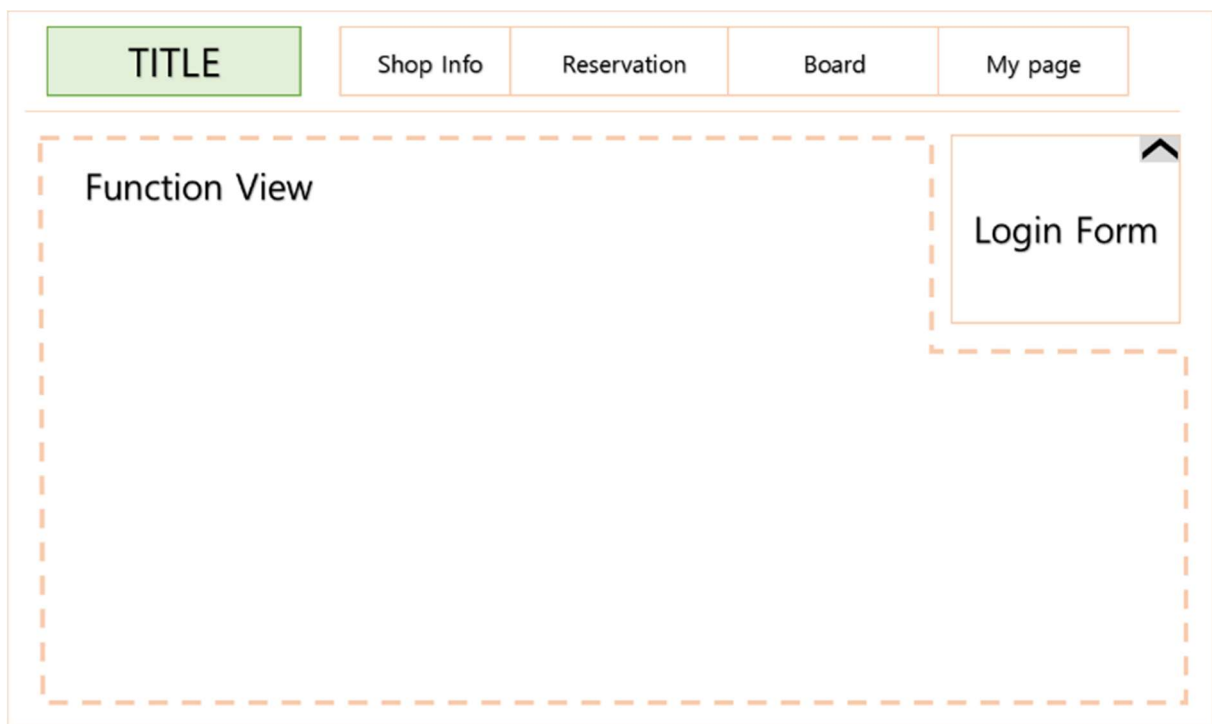 TITLE
Shop Info
Reservation
Board
My page
Function View
Login Form